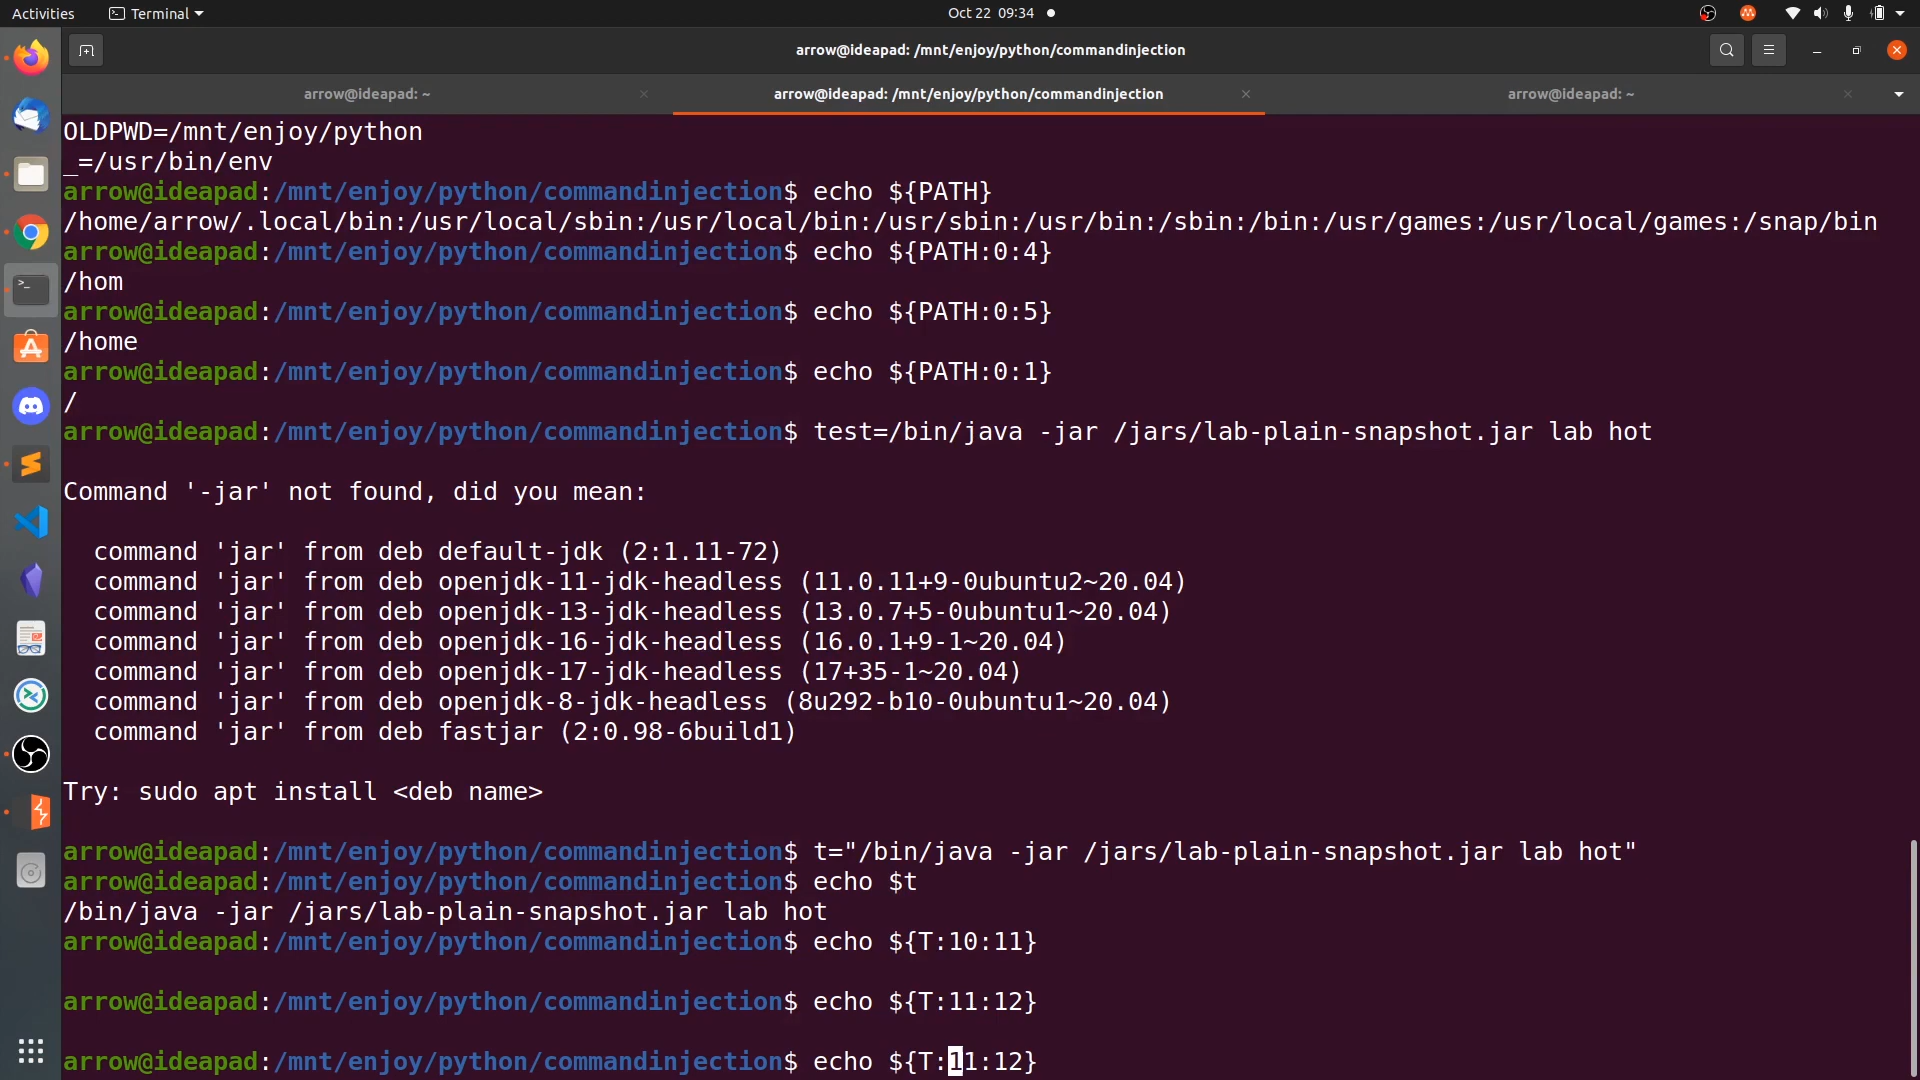 Activities
Terminal
Oct 22 09:34
arrow@ideapad: /mnt/enjoy/python/commandinjection
arrow@ideapad: ~
arrow@ideapad: /mnt/enjoy/python/commandinjection
arrow@ideapad: ~
OLDPWD=/mnt/enjoy/python
_=/usr/bin/env
arrow@ideapad:/mnt/enjoy/python/commandinjection$ echo ${PATH}
/home/arrow/.local/bin:/usr/local/sbin:/usr/local/bin:/usr/sbin:/usr/bin:/sbin:/bin:/usr/games:/usr/local/games:/snap/bin
arrow@ideapad:/mnt/enjoy/python/commandinjection$ echo ${PATH:0:4}
/hom
arrow@ideapad:/mnt/enjoy/python/commandinjection$ echo ${PATH:0:5}
/home
arrow@ideapad:/mnt/enjoy/python/commandinjection$ echo ${PATH:0:1}
/
arrow@ideapad:/mnt/enjoy/python/commandinjection$ test=/bin/java -jar /jars/lab-plain-snapshot.jar lab hot
Command '-jar' not found, did you mean:
command 'jar' from deb default-jdk (2:1.11-72)
command 'jar' from deb openjdk-11-jdk-headless (11.0.11+9-0ubuntu2~20.04)
command 'jar' from deb openjdk-13-jdk-headless (13.0.7+5-0ubuntu1~20.04)
command 'jar' from deb openjdk-16-jdk-headless (16.0.1+9-1~20.04)
command 'jar' from deb openjdk-17-jdk-headless (17+35-1~20.04)
command 'jar' from deb openjdk-8-jdk-headless (8u292-b10-0ubuntu1~20.04)
command 'jar' from deb fastjar (2:0.98-6build1)
Try: sudo apt install <deb name>
arrow@ideapad:/mnt/enjoy/python/commandinjection$ t="/bin/java -jar /jars/lab-plain-snapshot.jar lab hot"
arrow@ideapad:/mnt/enjoy/python/commandinjection$ echo $t
/bin/java -jar /jars/lab-plain-snapshot.jar lab hot
arrow@ideapad:/mnt/enjoy/python/commandinjection$ echo ${T:10:11}
arrow@ideapad:/mnt/enjoy/python/commandinjection$ echo ${T:11:12}
arrow@ideapad:/mnt/enjoy/python/commandinjection$ echo ${T:11:12}